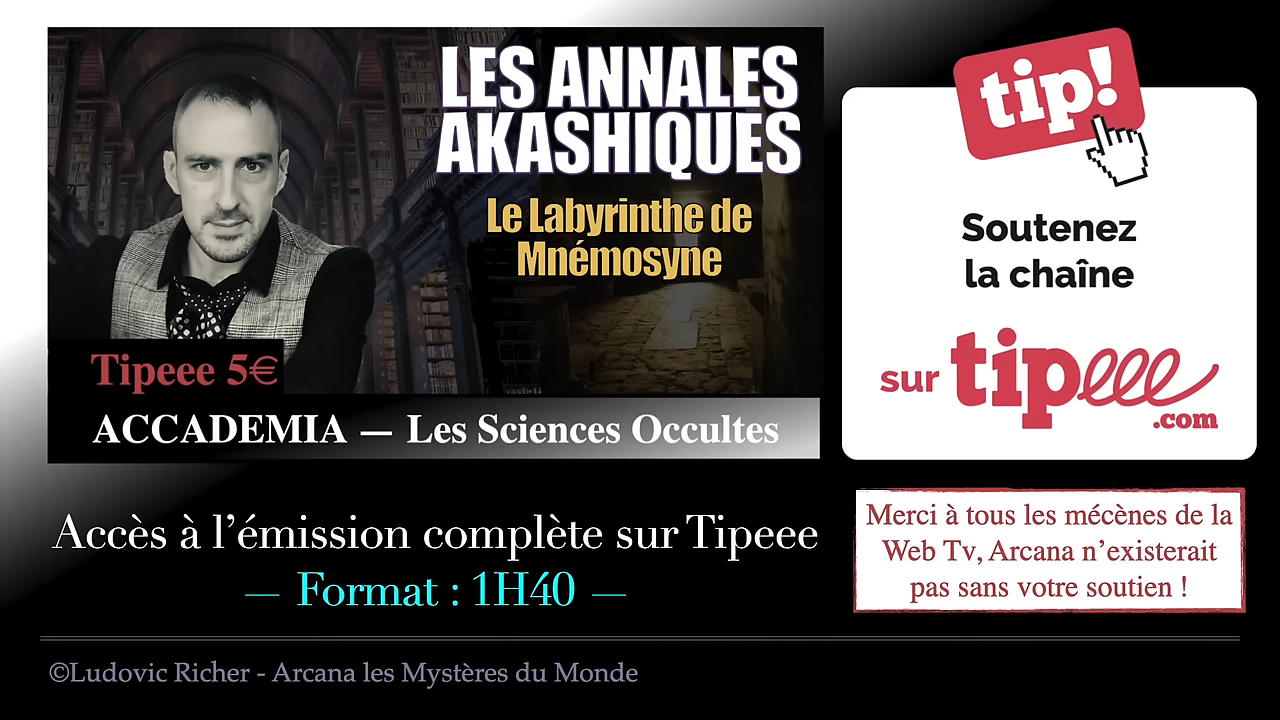 LES ANNALES
AKASHIQUES
Le Labyrinthe de
Mnémosyne
Tipeee 5€
ACCADEMIA — Les Sciences Occultes
tip!
Soutenez
la chaîne
sur tipeee
.com
Accès à l'émission complète sur Tipeee
— Format : 1H40 —
Merci à tous les mécènes de la
Web Tv, Arcana n'existerait
pas sans votre soutien !
©Ludovic Richer - Arcana les Mystères du Monde